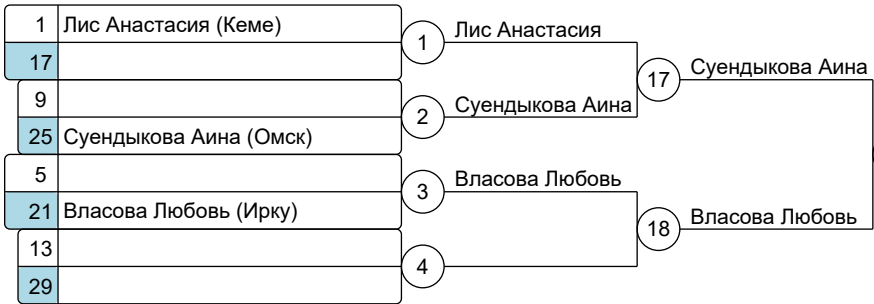 1 Лис Анастасия (Кеме)
17
9
25 Суендыкова Аина (Омск)
5
21 Власова Любовь (Ирку)
13
29
1 Лис Анастасия
2 Суендыкова Аина
3 Власова Любовь
4
17 Суендыкова Аина
18 Власова Любовь